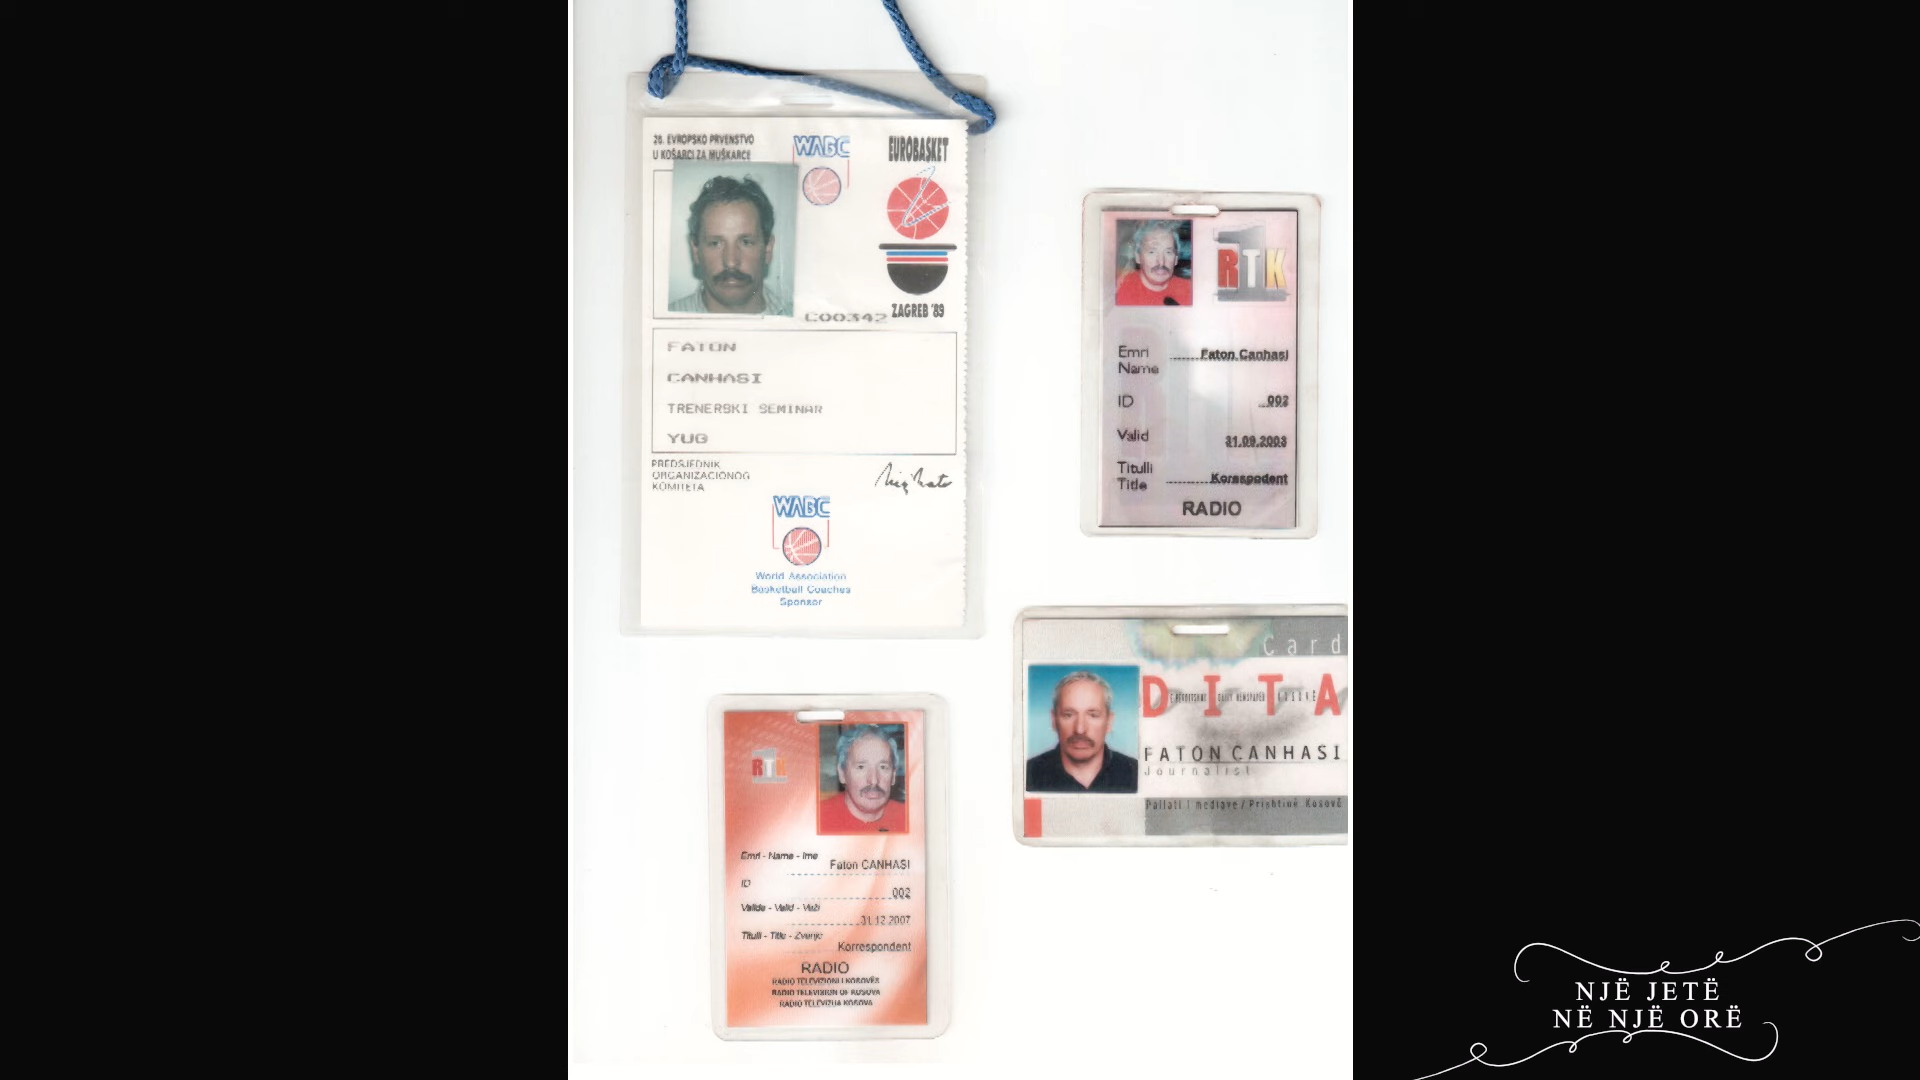 26. EVROPSKO PRVENSTVO
U KOŠARCI ZA MUŠKARCE
WABC
EUROBASKET
ZAGREB '89
C00342
FATON
CANHASI
TRENERSKI SEMINAR
YUG
PREDSJEDNIK
ORGANIZACIONOG
KOMITETA
WABC
World Association
Basketball Coaches
Sponsor
RTK
Emri
Name
Faton Canhasi
ID
002
Valid
31.09.2003
Titulli
Title
Korespodent
RADIO
Card
DITA
FATON CANHASI
Journalist
Pallati i mediave / Prishtinë Kosovë
RTK
Emri - Name - Ime
Faton CANHASI
ID
002
Valide - Valid - Važi
31.12.2007
Titulli - Title - Zvanje
Korrespondent
RADIO
RADIO TELEVIZIONI I KOSOVËS
RADIO TELEVISION OF KOSOVA
RADIO TELEVIZIJA KOSOVA
NJË JETË
NË NJË ORË